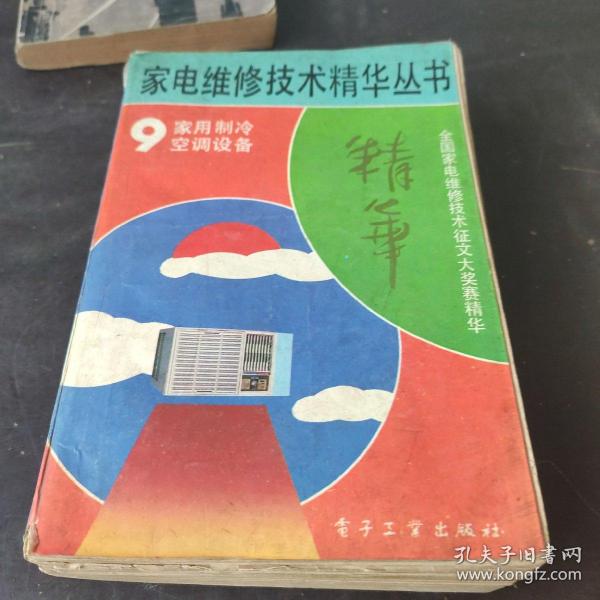 家电维修技术精华丛书
9
家用制冷
空调设备
精华
全国家电维修技术征文大奖赛精华
电子工业出版社
孔夫子旧书网
www.kongfz.com